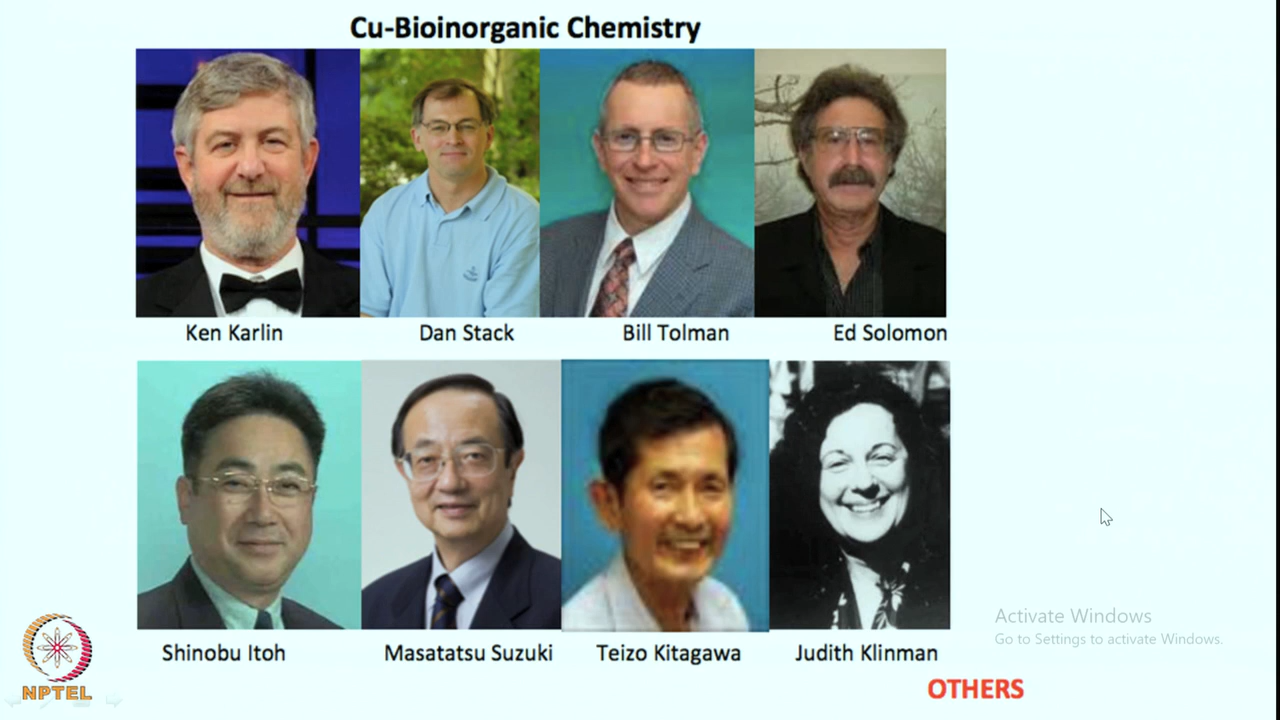 Cu-Bioinorganic Chemistry
Ken Karlin
Dan Stack
Bill Tolman
Ed Solomon
Shinobu Itoh
Masatatsu Suzuki
Teizo Kitagawa
Judith Klinman
Activate Windows
Go to Settings to activate Windows.
NPTEL
OTHERS